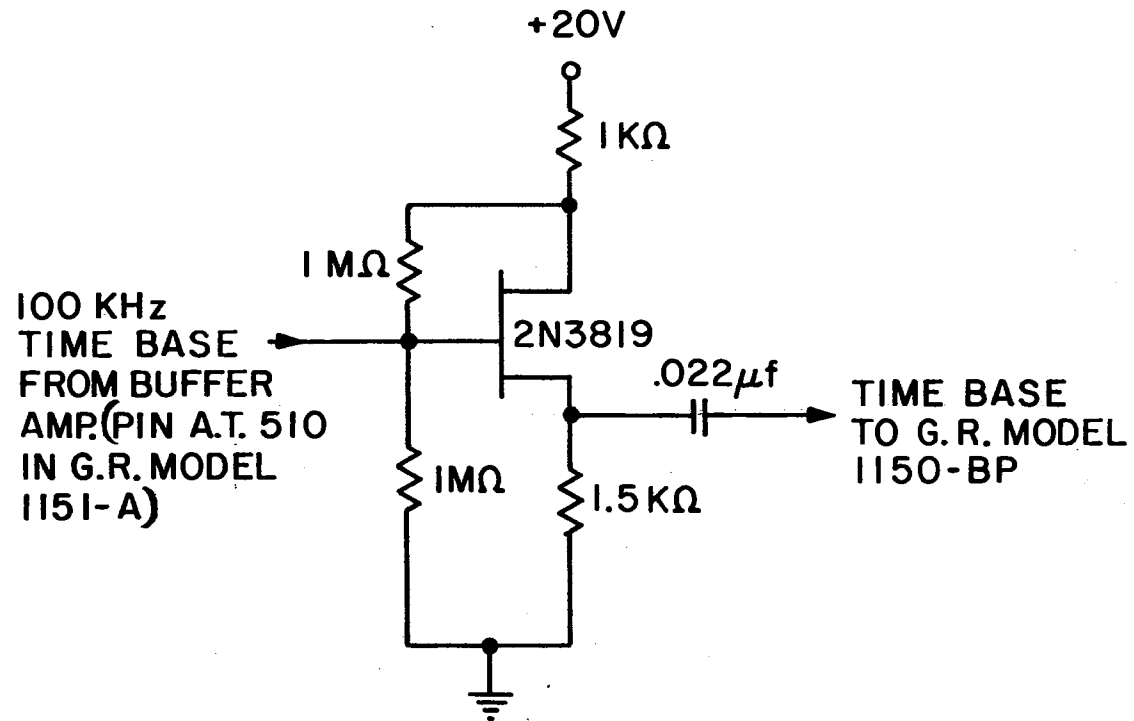 +20V
1KΩ
1MΩ
100 KHz
TIME BASE
FROM BUFFER
AMP.(PIN A.T. 510
IN G.R. MODEL
1151-A)
2N3819
.022μf
TIME BASE
TO G.R. MODEL
1150-BP
1MΩ
1.5KΩ